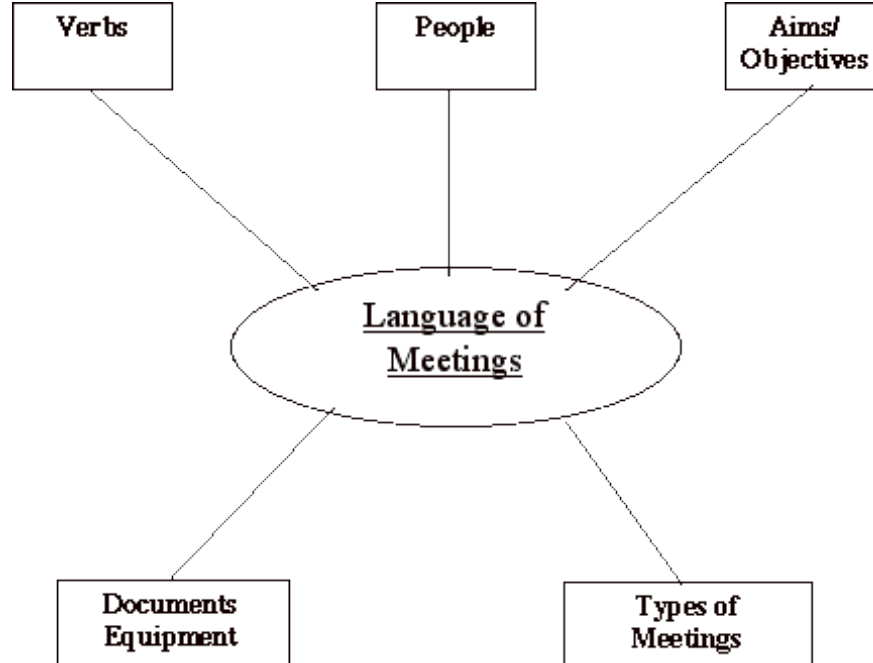 Verbs
People
Aims/
Objectives
Language of
Meetings
Documents
Equipment
Types of
Meetings